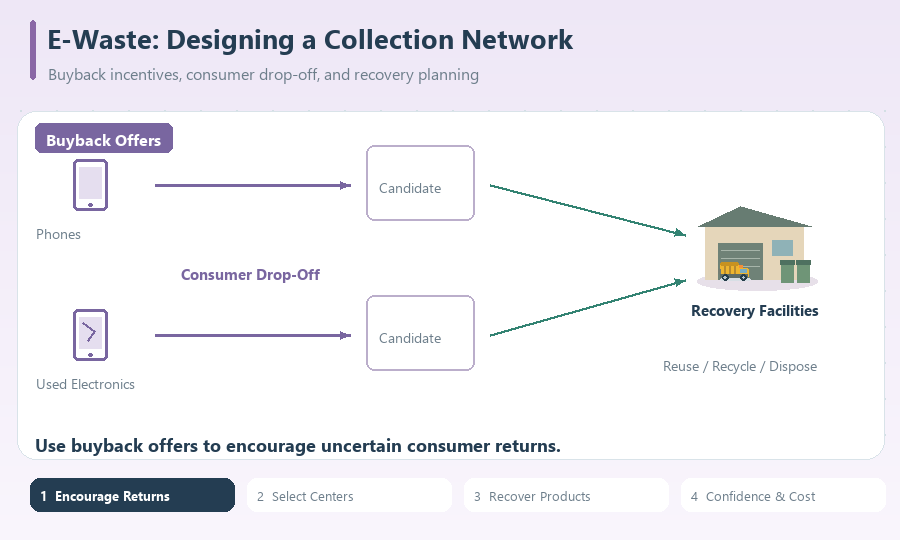 E-Waste: Designing a Collection Network
Buyback incentives, consumer drop-off, and recovery planning
Buyback Offers
Phones
Candidate
Consumer Drop-Off
Used Electronics
Candidate
Recovery Facilities
Reuse / Recycle / Dispose
Use buyback offers to encourage uncertain consumer returns.
1 Encourage Returns
2 Select Centers
3 Recover Products
4 Confidence & Cost